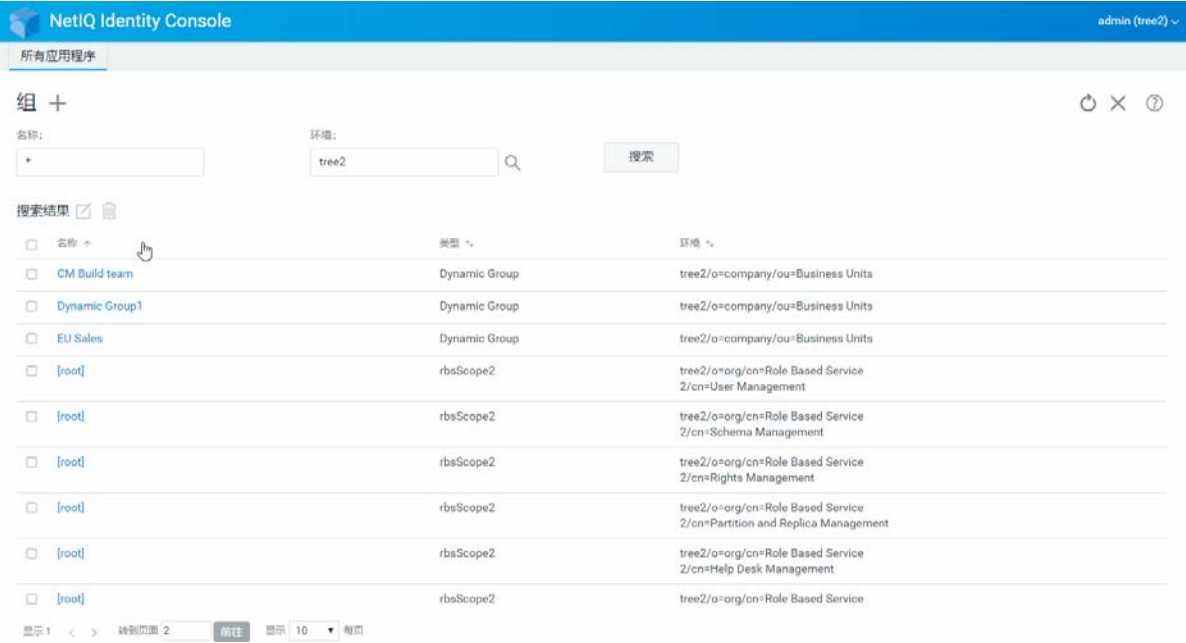 NetIQ Identity Console
admin (tree2)
所有应用程序
组
名称:
环境:
*
tree2
搜索
搜索结果
名称 类型 环境
CM Build team Dynamic Group tree2/o=company/ou=Business Units
Dynamic Group1 Dynamic Group tree2/o=company/ou=Business Units
EU Sales Dynamic Group tree2/o=company/ou=Business Units
[root] rbsScope2 tree2/o=org/cn=Role Based Service
2/cn=User Management
[root] rbsScope2 tree2/o=org/cn=Role Based Service
2/cn=Schema Management
[root] rbsScope2 tree2/o=org/cn=Role Based Service
2/cn=Rights Management
[root] rbsScope2 tree2/o=org/cn=Role Based Service
2/cn=Partition and Replica Management
[root] rbsScope2 tree2/o=org/cn=Role Based Service
2/cn=Help Desk Management
[root] rbsScope2 tree2/o=org/cn=Role Based Service
显示 1 转到页面 2 前往 显示 10 每页